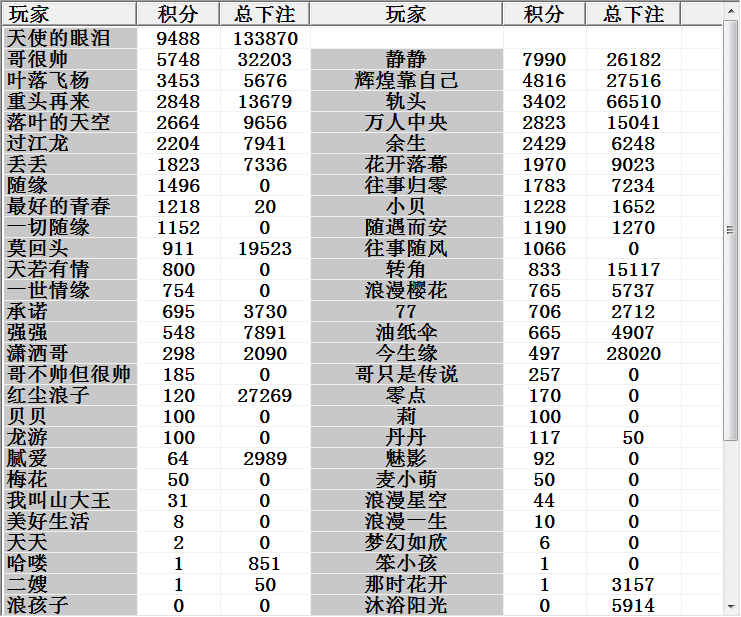 玩家 积分 总下注 玩家 积分 总下注
天使的眼泪 9488 133870
哥很帅 5748 32203 静静 7990 26182
叶落飞杨 3453 5676 辉煌靠自己 4816 27516
重头再来 2848 13679 轨头 3402 66510
落叶的天空 2664 9656 万人中央 2823 15041
过江龙 2204 7941 余生 2429 6248
丢丢 1823 7336 花开落幕 1970 9023
随缘 1496 0 往事归零 1783 7234
最好的青春 1218 20 小贝 1228 1652
一切随缘 1152 0 随遇而安 1190 1270
莫回头 911 19523 往事随风 1066 0
天若有情 800 0 转角 833 15117
一世情缘 754 0 浪漫樱花 765 5737
承诺 695 3730 77 706 2712
强强 548 7891 油纸伞 665 4907
潇洒哥 298 2090 今生缘 497 28020
哥不帅但很帅 185 0 哥只是传说 257 0
红尘浪子 120 27269 零点 170 0
贝贝 100 0 莉 100 0
龙游 100 0 丹丹 117 50
腻爱 64 2989 魅影 92 0
梅花 50 0 麦小萌 50 0
我叫山大王 31 0 浪漫星空 44 0
美好生活 8 0 浪漫一生 10 0
天天 2 0 梦幻如欣 6 0
哈喽 1 851 笨小孩 1 0
二嫂 1 50 那时花开 1 3157
浪孩子 0 0 沐浴阳光 0 5914